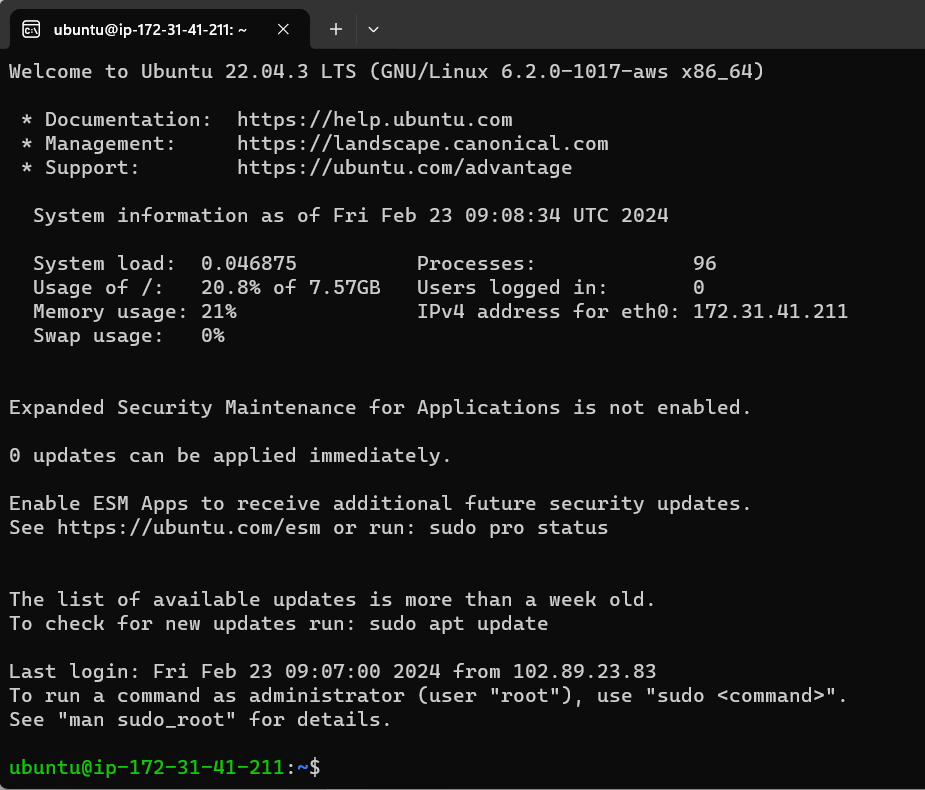 ubuntu@ip-172-31-41-211: ~
Welcome to Ubuntu 22.04.3 LTS (GNU/Linux 6.2.0-1017-aws x86_64)
* Documentation:  https://help.ubuntu.com
* Management:     https://landscape.canonical.com
* Support:        https://ubuntu.com/advantage
System information as of Fri Feb 23 09:08:34 UTC 2024
System load:  0.046875          Processes:             96
Usage of /:   20.8% of 7.57GB   Users logged in:       0
Memory usage: 21%               IPv4 address for eth0: 172.31.41.211
Swap usage:   0%
Expanded Security Maintenance for Applications is not enabled.
0 updates can be applied immediately.
Enable ESM Apps to receive additional future security updates.
See https://ubuntu.com/esm or run: sudo pro status
The list of available updates is more than a week old.
To check for new updates run: sudo apt update
Last login: Fri Feb 23 09:07:00 2024 from 102.89.23.83
To run a command as administrator (user "root"), use "sudo <command>".
See "man sudo_root" for details.
ubuntu@ip-172-31-41-211:~$